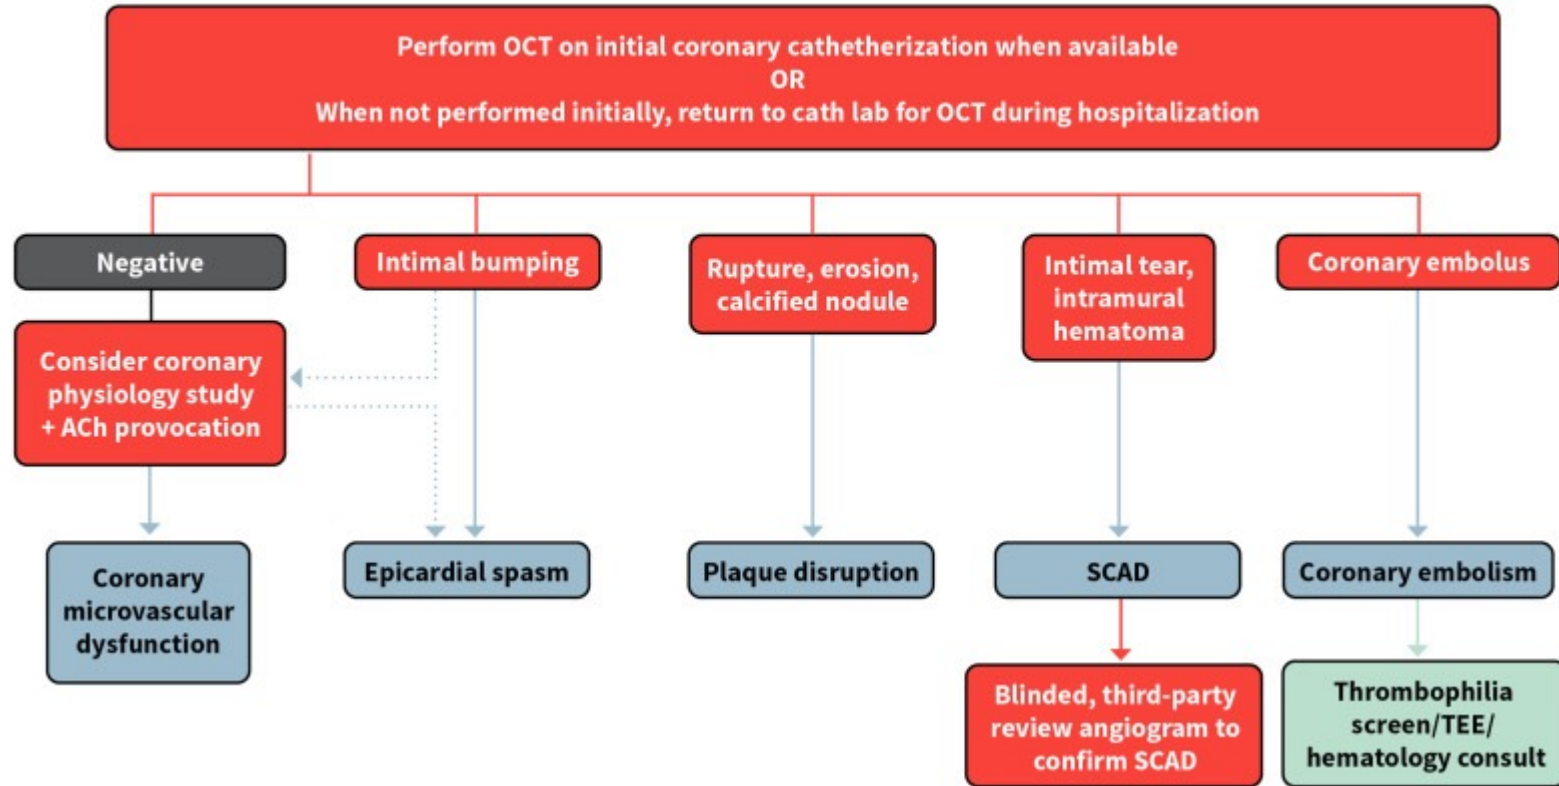 Perform OCT on initial coronary cathetherization when available
OR
When not performed initially, return to cath lab for OCT during hospitalization
Negative
Intimal bumping
Rupture, erosion,
calcified nodule
Intimal tear,
intramural
hematoma
Coronary embolus
Consider coronary
physiology study
+ ACh provocation
Coronary
microvascular
dysfunction
Epicardial spasm
Plaque disruption
SCAD
Coronary embolism
Blinded, third-party
review angiogram to
confirm SCAD
Thrombophilia
screen/TEE/
hematology consult